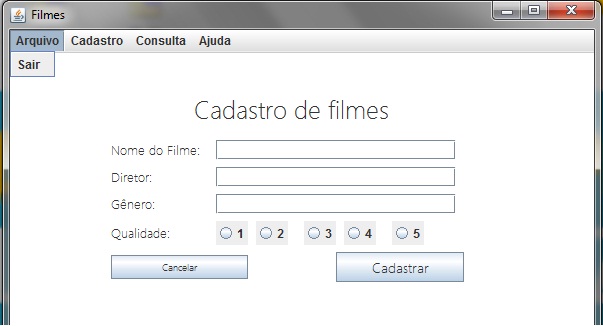 Filmes
Arquivo Cadastro Consulta Ajuda
Sair
Cadastro de filmes
Nome do Filme:
Diretor:
Gênero:
Qualidade: 1 2 3 4 5
Cancelar Cadastrar